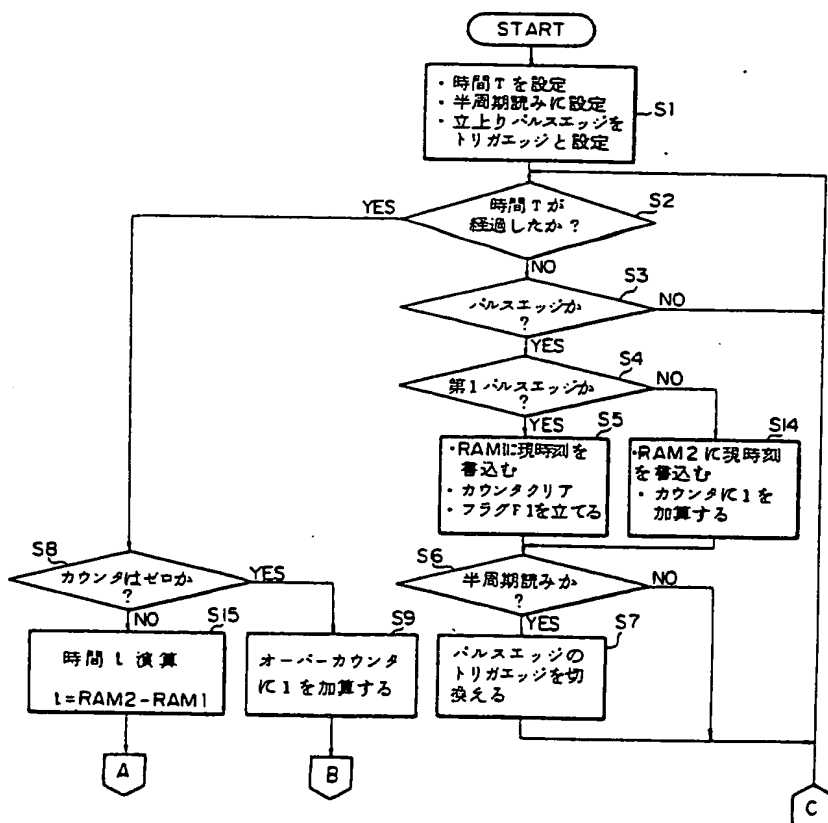 START
・時間Tを設定
・半周期読みに設定
・立上りパルスエッジを
トリガエッジと設定
S1
時間Tが
経過したか?
S2
YES
NO
パルスエッジか
?
S3
NO
YES
第1パルスエッジか
?
S4
NO
YES
S5
・RAM1に現時刻を
書込む
・カウンタクリア
・フラグF1を立てる
S14
・RAM2に現時刻
を書込む
・カウンタに1を
加算する
S8
カウンタはゼロか
?
YES
NO
S6
半周期読みか
?
NO
YES
S15
時間 t 演算
t=RAM2-RAM1
S9
オーバーカウンタ
に1を加算する
S7
パルスエッジの
トリガエッジを切
換える
A
B
C